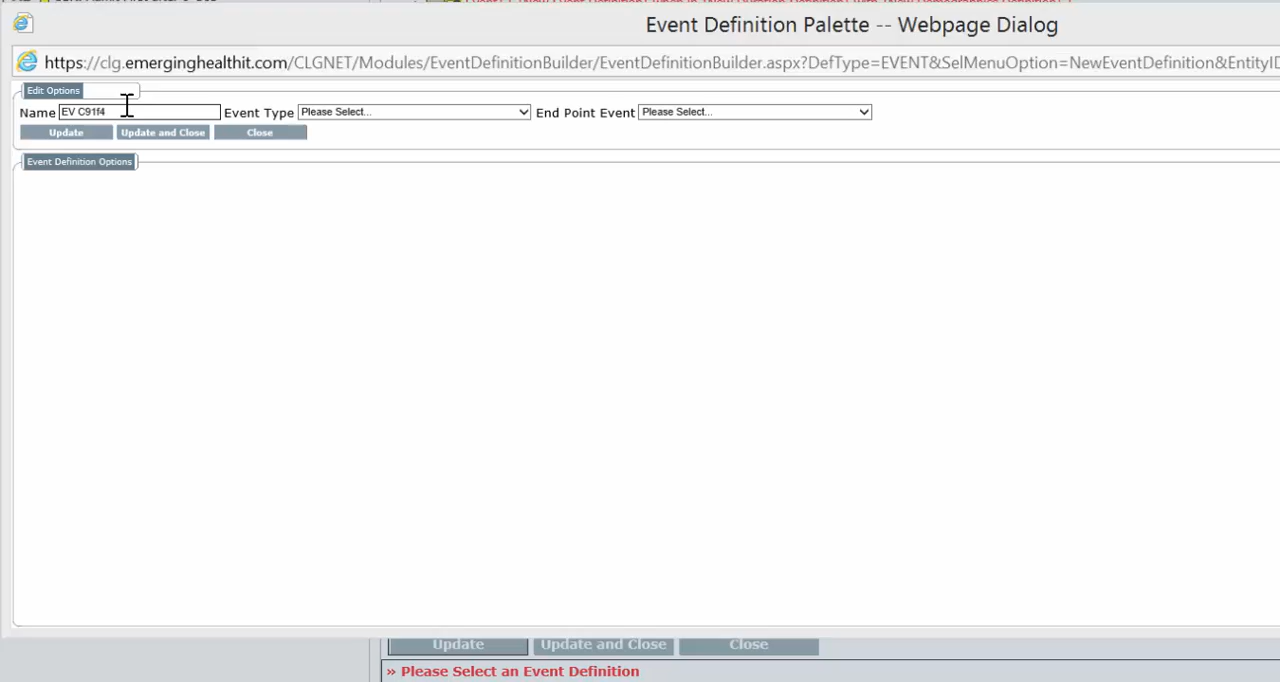 Event Definition Palette -- Webpage Dialog
https://clg.emerginghealthit.com/CLGNET/Modules/EventDefinitionBuilder/EventDefinitionBuilder.aspx?DefType=EVENT&SelMenuOption=NewEventDefinition&EntityID
Edit Options
Name EV C91f4 Event Type Please Select... End Point Event Please Select...
Update Update and Close Close
Event Definition Options
Update Update and Close Close
» Please Select an Event Definition